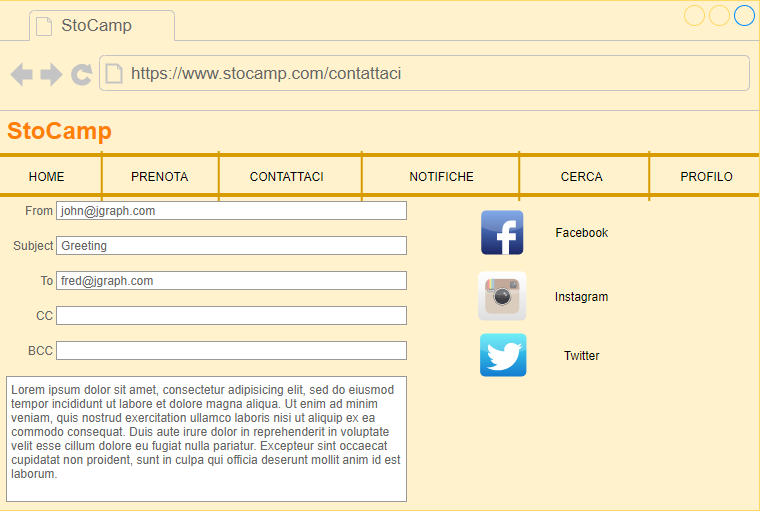 StoCamp
https://www.stocamp.com/contattaci
StoCamp
HOME PRENOTA CONTATTACI NOTIFICHE CERCA PROFILO
From john@jgraph.com
Subject Greeting
To fred@jgraph.com
CC
BCC
Lorem ipsum dolor sit amet, consectetur adipisicing elit, sed do eiusmod
tempor incididunt ut labore et dolore magna aliqua. Ut enim ad minim
veniam, quis nostrud exercitation ullamco laboris nisi ut aliquip ex ea
commodo consequat. Duis aute irure dolor in reprehenderit in voluptate
velit esse cillum dolore eu fugiat nulla pariatur. Excepteur sint occaecat
cupidatat non proident, sunt in culpa qui officia deserunt mollit anim id est
laborum.
f Facebook
Instagram
Twitter